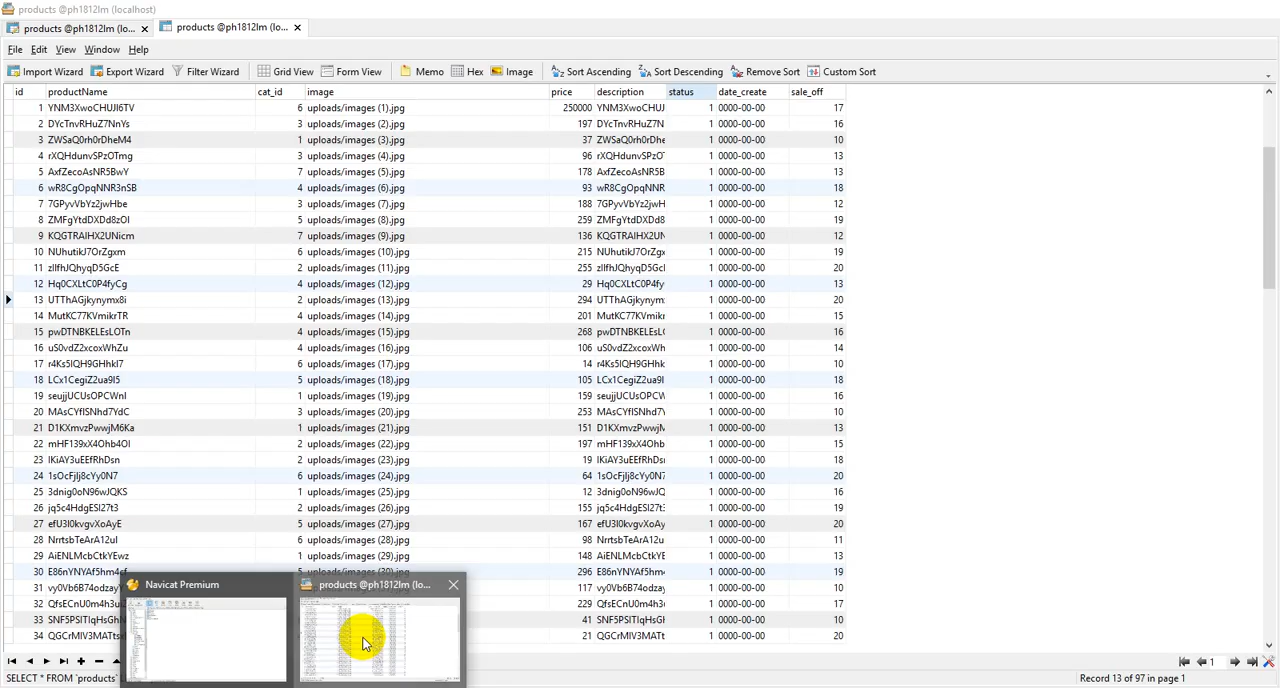 products @ph1812lm (localhost)
products @ph1812lm (lo... products @ph1812lm (lo...
File Edit View Window Help
Import Wizard Export Wizard Filter Wizard Grid View Form View Memo Hex Image Sort Ascending Sort Descending Remove Sort Custom Sort
id productName cat_id image price description status date_create sale_off
1 YNM3XwoCHUJI6TV 6 uploads/images (1).jpg 250000 YNM3XwoCHUJ 1 0000-00-00 17
2 DYcTnvRHuZ7NnYs 3 uploads/images (2).jpg 197 DYcTnvRHuZ7N 1 0000-00-00 16
3 ZWSaQ0rh0rDheM4 1 uploads/images (3).jpg 37 ZWSaQ0rh0rDhe 1 0000-00-00 10
4 rXQHdunvSPzOTmg 3 uploads/images (4).jpg 96 rXQHdunvSPzO 1 0000-00-00 13
5 AxfZecoAsNR5BwY 7 uploads/images (5).jpg 178 AxfZecoAsNR5B 1 0000-00-00 13
6 wR8CgOpqNNR3nSB 4 uploads/images (6).jpg 93 wR8CgOpqNNR 1 0000-00-00 18
7 7GPyvVbYz2jwHbe 3 uploads/images (7).jpg 188 7GPyvVbYz2jwH 1 0000-00-00 12
8 ZMFgYtdDXDd8zOI 5 uploads/images (8).jpg 259 ZMFgYtdDXDd8 1 0000-00-00 19
9 KQGTRAIHX2UNicm 7 uploads/images (9).jpg 136 KQGTRAIHX2UN 1 0000-00-00 12
10 NUhutikJ7OrZgxm 6 uploads/images (10).jpg 215 NUhutikJ7OrZg 1 0000-00-00 19
11 zIIfhJQhyqD5GcE 2 uploads/images (11).jpg 255 zIIfhJQhyqD5Gc 1 0000-00-00 20
12 Hq0CXLtC0P4fyCg 4 uploads/images (12).jpg 29 Hq0CXLtC0P4fy 1 0000-00-00 13
13 UTThAGjkynymx8i 2 uploads/images (13).jpg 294 UTThAGjkynym 1 0000-00-00 20
14 MutKC77KVmikrTR 4 uploads/images (14).jpg 201 MutKC77KVmikr 1 0000-00-00 15
15 pwDTNBKELEsLOTn 4 uploads/images (15).jpg 268 pwDTNBKELEsL 1 0000-00-00 16
16 uS0vdZ2xcoxWhZu 4 uploads/images (16).jpg 106 uS0vdZ2xcoxW 1 0000-00-00 14
17 r4Ks5IQH9GHhkI7 6 uploads/images (17).jpg 14 r4Ks5IQH9GHhk 1 0000-00-00 10
18 LCx1CegiZ2ua9I5 5 uploads/images (18).jpg 105 LCx1CegiZ2ua9 1 0000-00-00 18
19 seujjUCUsOPCWnI 1 uploads/images (19).jpg 159 seujjUCUsOPC 1 0000-00-00 16
20 MAsCYfISNhd7YdC 3 uploads/images (20).jpg 253 MAsCYfISNhd7 1 0000-00-00 10
21 D1KXmvzPwwjM6Ka 1 uploads/images (21).jpg 151 D1KXmvzPwwjM 1 0000-00-00 13
22 mHF139xX4Ohb4OI 2 uploads/images (22).jpg 197 mHF139xX4Ohb 1 0000-00-00 15
23 IKiAY3uEEfRhDsn 2 uploads/images (23).jpg 19 IKiAY3uEEfRhDs 1 0000-00-00 18
24 1sOcFjIj8cYy0N7 6 uploads/images (24).jpg 64 1sOcFjIj8cYy0N7 1 0000-00-00 20
25 3dnig0oN96wJQKS 1 uploads/images (25).jpg 12 3dnig0oN96wJ 1 0000-00-00 16
26 jq5c4HdgESI27t3 2 uploads/images (26).jpg 155 jq5c4HdgESI27t 1 0000-00-00 19
27 efU3I0kvgvXoAyE 5 uploads/images (27).jpg 167 efU3I0kvgvXoA 1 0000-00-00 20
28 NrrtsbTeArA12uI 6 uploads/images (28).jpg 98 NrrtsbTeArA12u 1 0000-00-00 11
29 AiENLMcbCtkYEwz 1 uploads/images (29).jpg 148 AiENLMcbCtkYE 1 0000-00-00 13
30 uploads/images (30).jpg 296 1 0000-00-00 19
31 Navicat Premium products @ph1812lm (lo... 117 vy0Vb6B74odza 1 0000-00-00 10
32 229 QfsECnU0m4h3 1 0000-00-00 17
33 41 SNF5PSITIqHsGh 1 0000-00-00 10
34 21 QGCrMIV3MATt 1 0000-00-00 20
1
SELECT * FROM `products` Record 13 of 97 in page 1